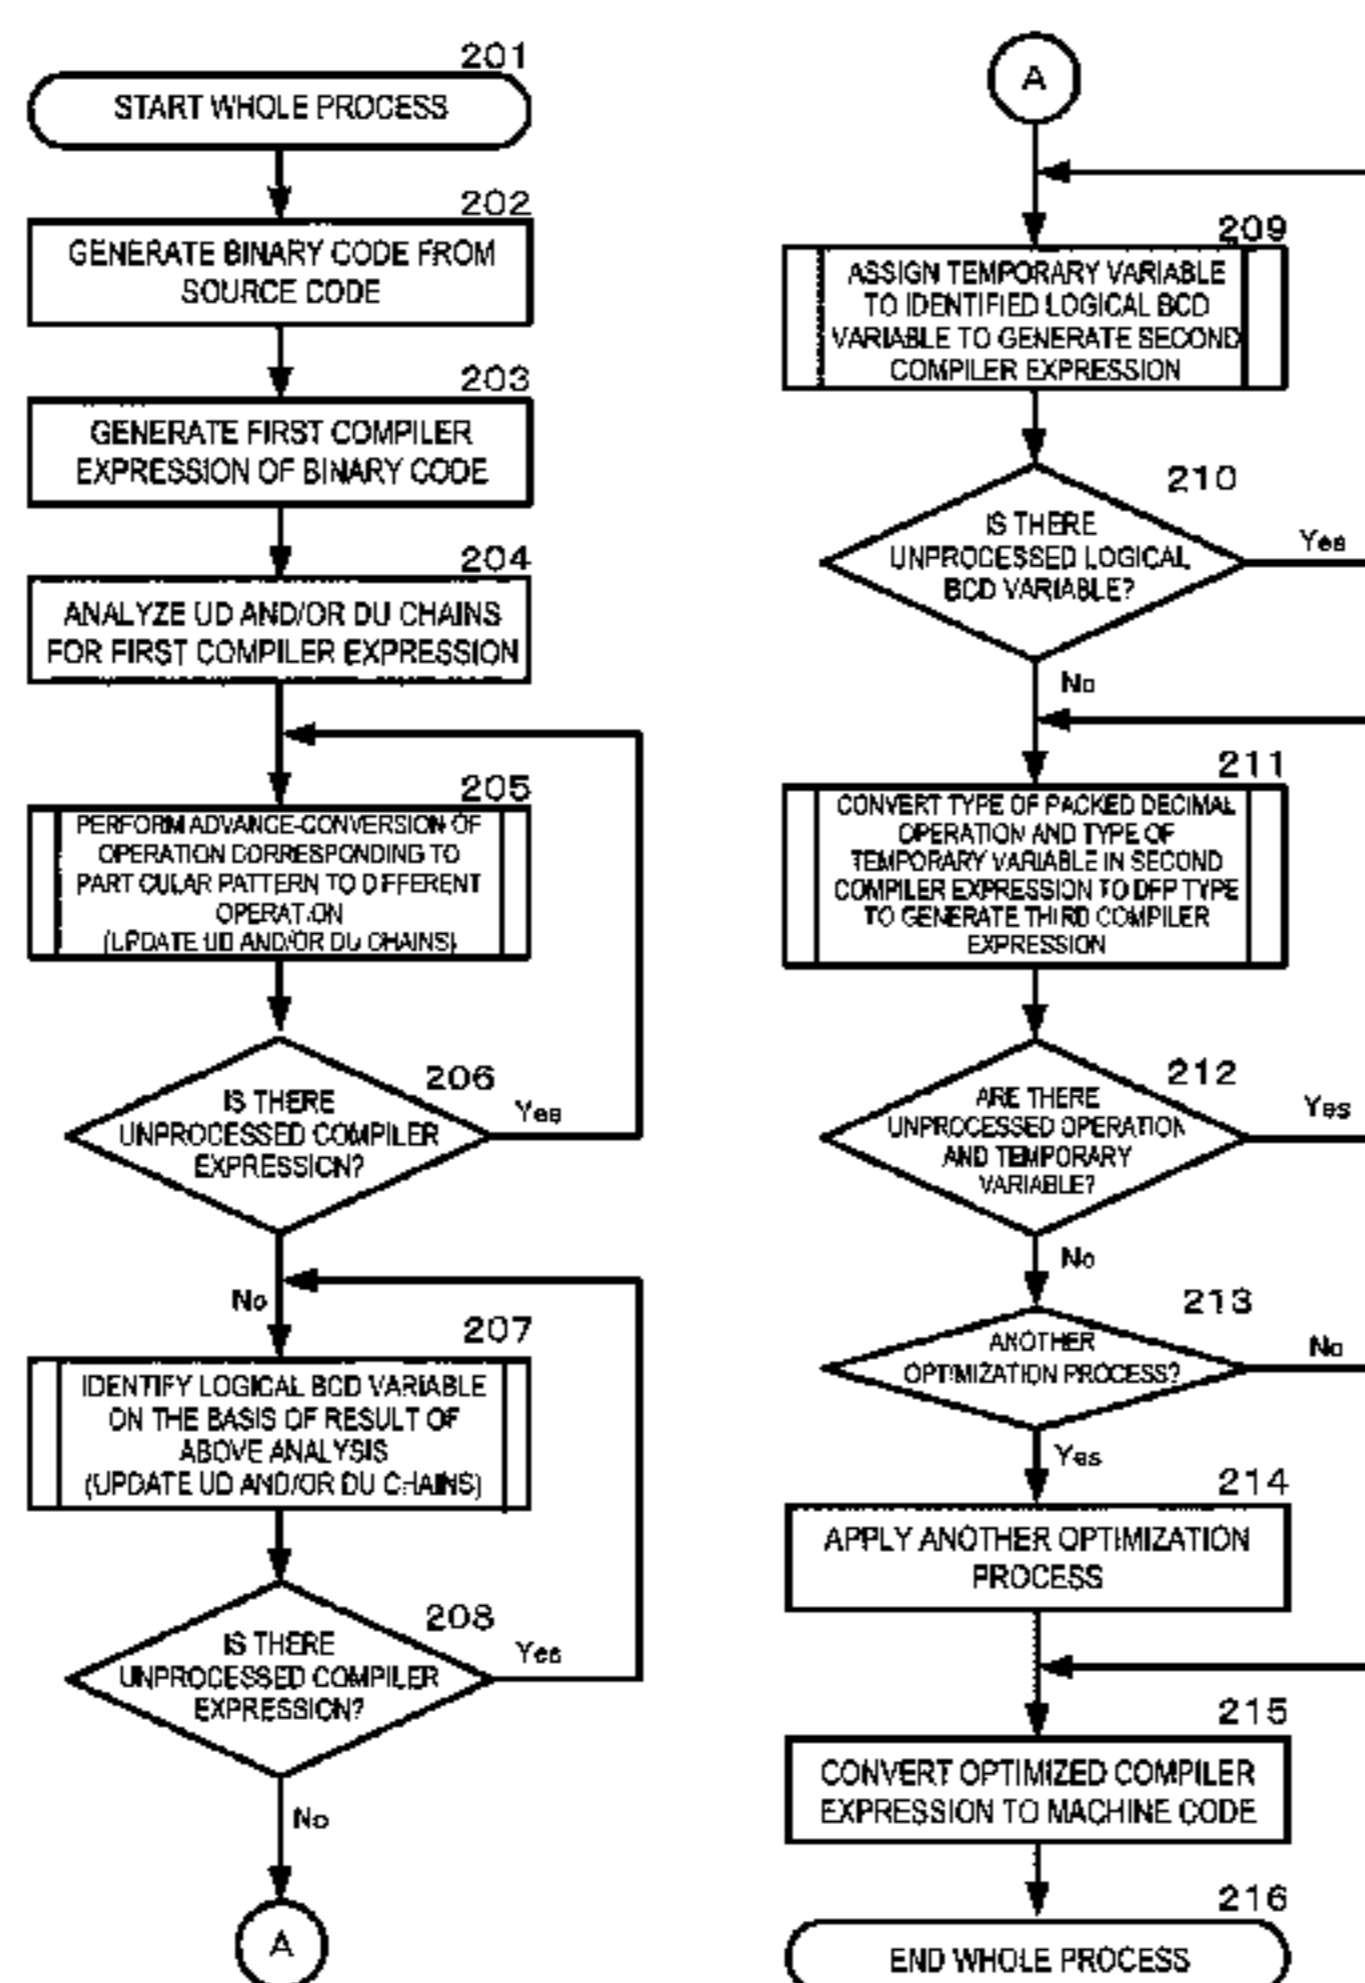 201
START WHOLE PROCESS
202
GENERATE BINARY CODE FROM
SOURCE CODE
203
GENERATE FIRST COMPILER
EXPRESSION OF BINARY CODE
204
ANALYZE UD AND/OR DU CHAINS
FOR FIRST COMPILER EXPRESSION
205
PERFORM ADVANCE-CONVERSION OF
OPERATION CORRESPONDING TO
PARTICULAR PATTERN TO DIFFERENT
OPERATION
(UPDATE UD AND/OR DU CHAINS)
206
IS THERE
UNPROCESSED COMPILER
EXPRESSION?
Yes
No
207
IDENTIFY LOGICAL BCD VARIABLE
ON THE BASIS OF RESULT OF
ABOVE ANALYSIS
(UPDATE UD AND/OR DU CHAINS)
208
IS THERE
UNPROCESSED COMPILER
EXPRESSION?
Yes
No
A
A
209
ASSIGN TEMPORARY VARIABLE
TO IDENTIFIED LOGICAL BCD
VARIABLE TO GENERATE SECOND
COMPILER EXPRESSION
210
IS THERE
UNPROCESSED LOGICAL
BCD VARIABLE?
Yes
No
211
CONVERT TYPE OF PACKED DECIMAL
OPERATION AND TYPE OF
TEMPORARY VARIABLE IN SECOND
COMPILER EXPRESSION TO DFP TYPE
TO GENERATE THIRD COMPILER
EXPRESSION
212
ARE THERE
UNPROCESSED OPERATION
AND TEMPORARY
VARIABLE?
Yes
No
213
ANOTHER
OPTIMIZATION PROCESS?
No
Yes
214
APPLY ANOTHER OPTIMIZATION
PROCESS
215
CONVERT OPTIMIZED COMPILER
EXPRESSION TO MACHINE CODE
216
END WHOLE PROCESS